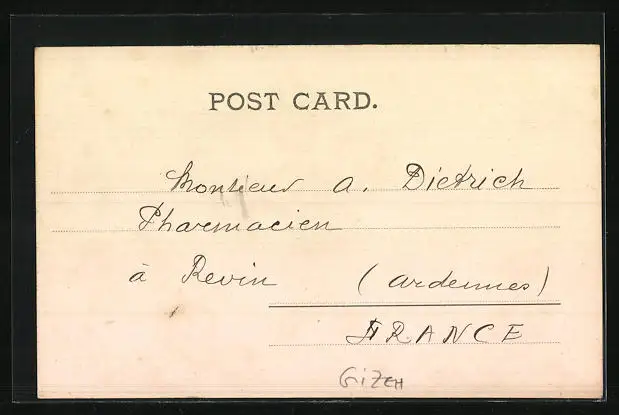 POST CARD.
Monsieur A. Dietrich
Pharmacien
à Revin (Ardennes)
FRANCE
GiZEH